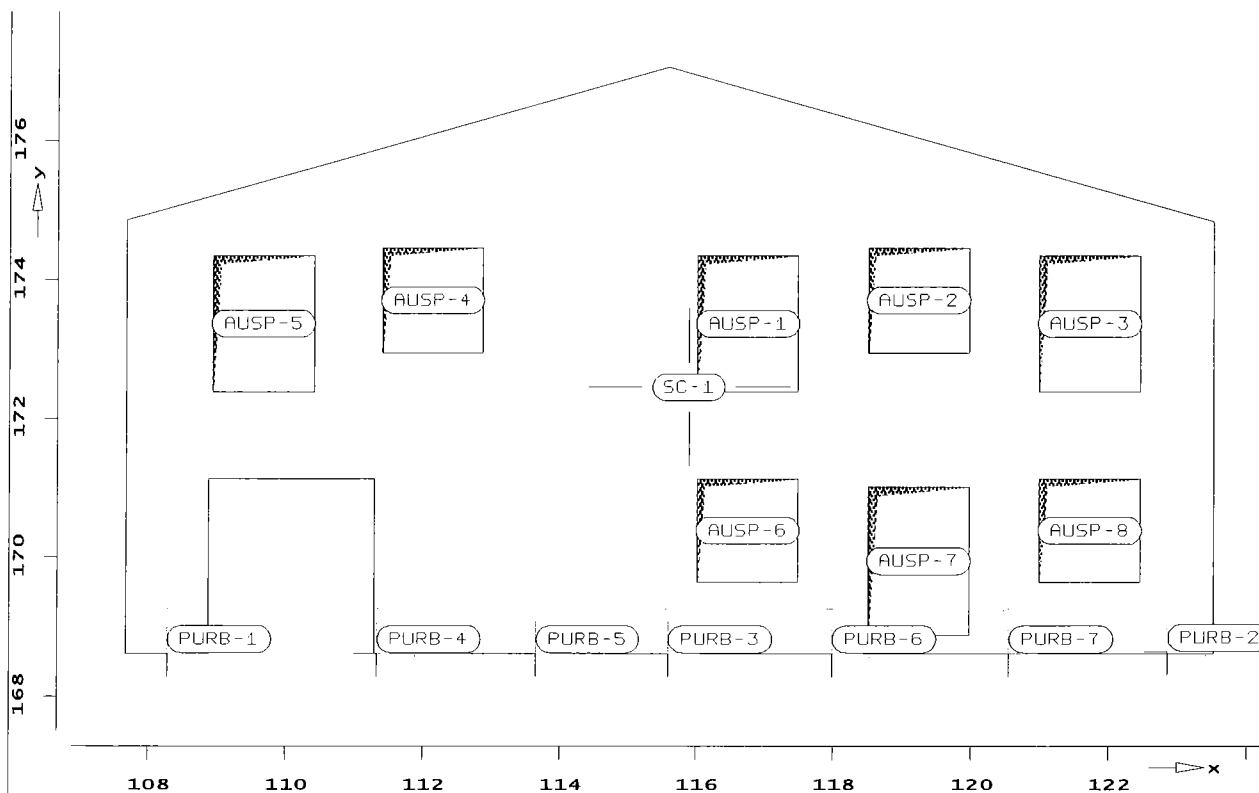 176
y
174
AUSP-4
AUSP-2
AUSP-5
AUSP-1
AUSP-3
SC-1
172
AUSP-6
AUSP-8
170
AUSP-7
PURB-1
PURB-4
PURB-5
PURB-3
PURB-6
PURB-7
PURB-2
168
x
108
110
112
114
116
118
120
122